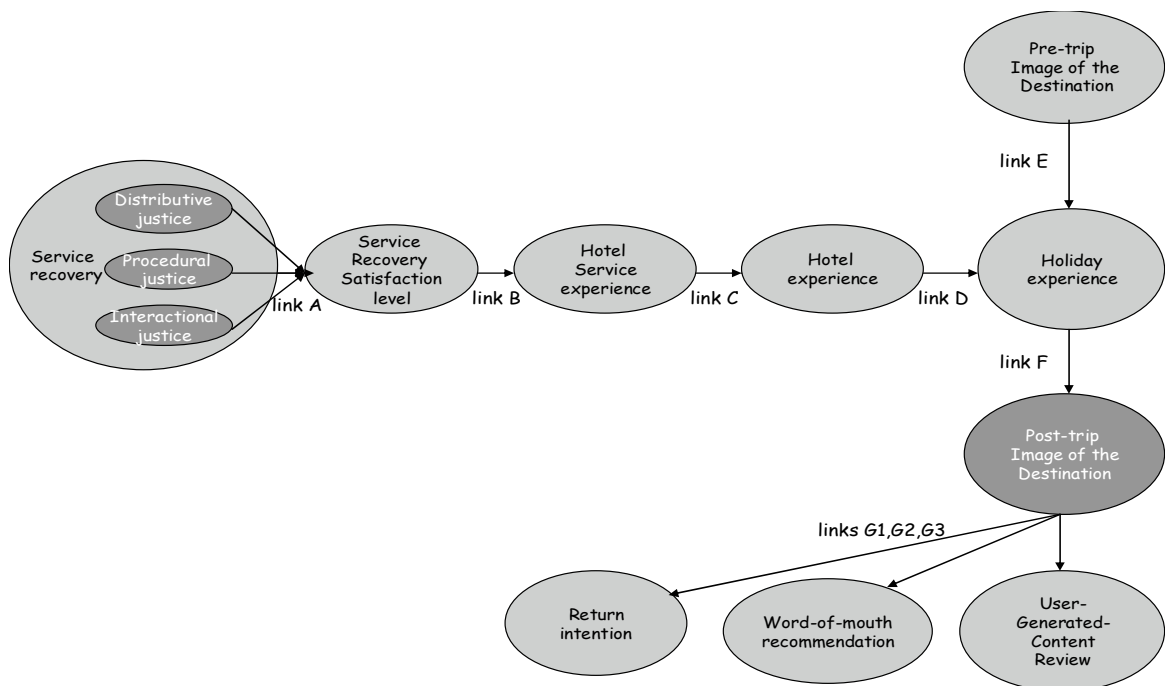 Pre-trip
Image of the
Destination
link E
Distributive
justice
Service
recovery
Procedural
justice
Interactional
justice
link A
Service
Recovery
Satisfaction
level
link B
Hotel
Service
experience
link C
Hotel
experience
link D
Holiday
experience
link F
Post-trip
Image of the
Destination
links G1,G2,G3
Return
intention
Word-of-mouth
recommendation
User-
Generated-
Content
Review